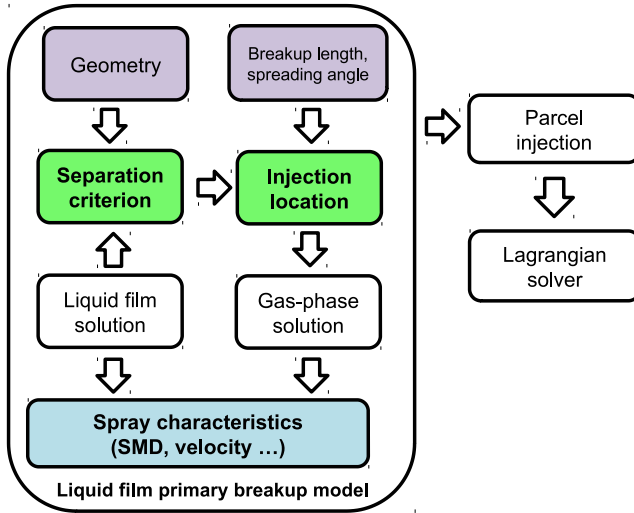 Geometry
Breakup length,
spreading angle
Separation
criterion
Injection
location
Parcel
injection
Liquid film
solution
Gas-phase
solution
Lagrangian
solver
Spray characteristics
(SMD, velocity ...)
Liquid film primary breakup model